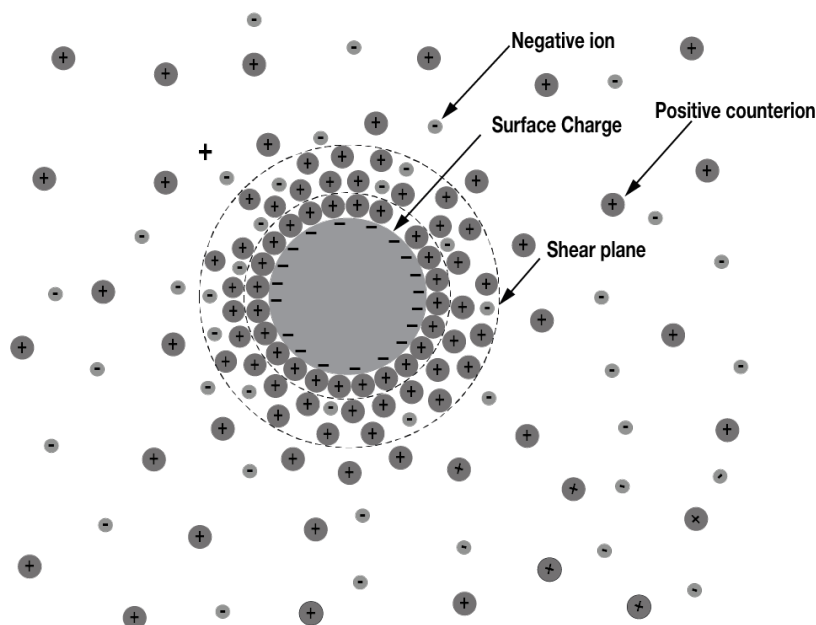 Negative ion
Surface Charge
Positive counterion
Shear plane